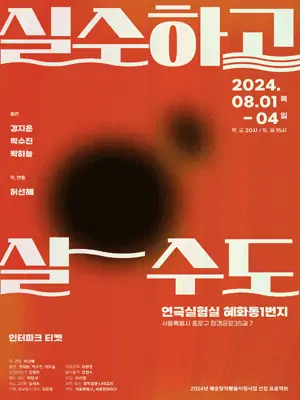 실수하고
2024.
08.01 목
– 04 일
목, 금 20시 / 토, 일 15시
출연
경지은
박수진
박하늘
작, 연출
허선혜
살~수도
연극실험실 혜화동1번지
서울특별시 종로구 창경궁로35길 7
인터파크 티켓
2024년 예술창작활동지원사업 선정 프로젝트